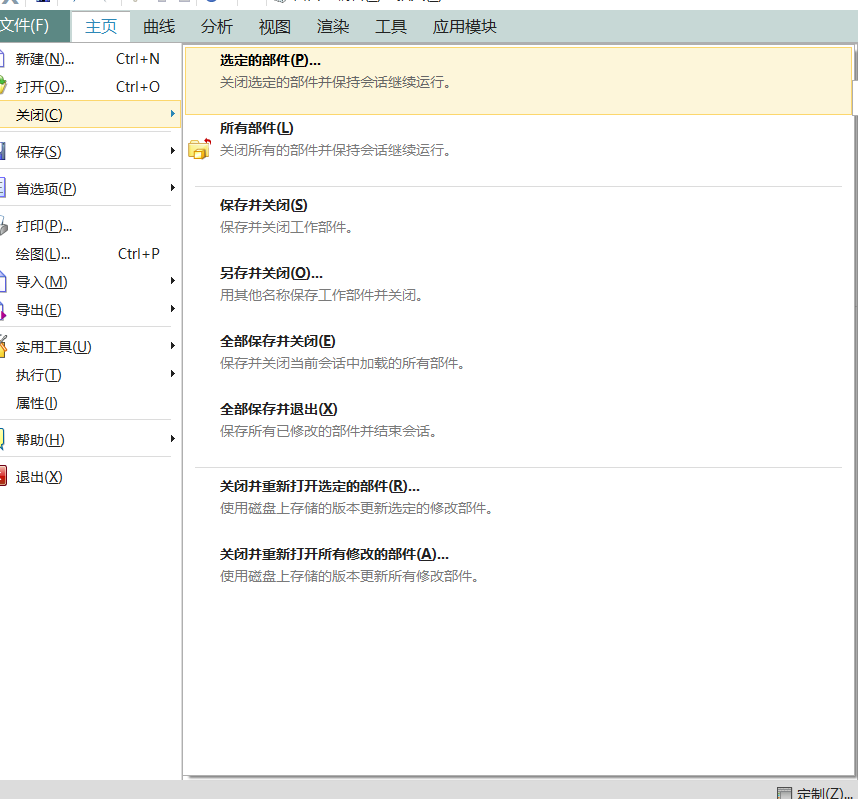 文件(F)
主页
曲线
分析
视图
渲染
工具
应用模块
新建(N)... Ctrl+N
打开(O)... Ctrl+O
关闭(C)
保存(S)
首选项(P)
打印(P)...
绘图(L)... Ctrl+P
导入(M)
导出(E)
实用工具(U)
执行(T)
属性(I)
帮助(H)
退出(X)
选定的部件(P)...
关闭选定的部件并保持会话继续运行。
所有部件(L)
关闭所有的部件并保持会话继续运行。
保存并关闭(S)
保存并关闭工作部件。
另存并关闭(O)...
用其他名称保存工作部件并关闭。
全部保存并关闭(E)
保存并关闭当前会话中加载的所有部件。
全部保存并退出(X)
保存所有已修改的部件并结束会话。
关闭并重新打开选定的部件(R)...
使用磁盘上存储的版本更新选定的修改部件。
关闭并重新打开所有修改的部件(A)...
使用磁盘上存储的版本更新所有修改部件。
定制(Z)...